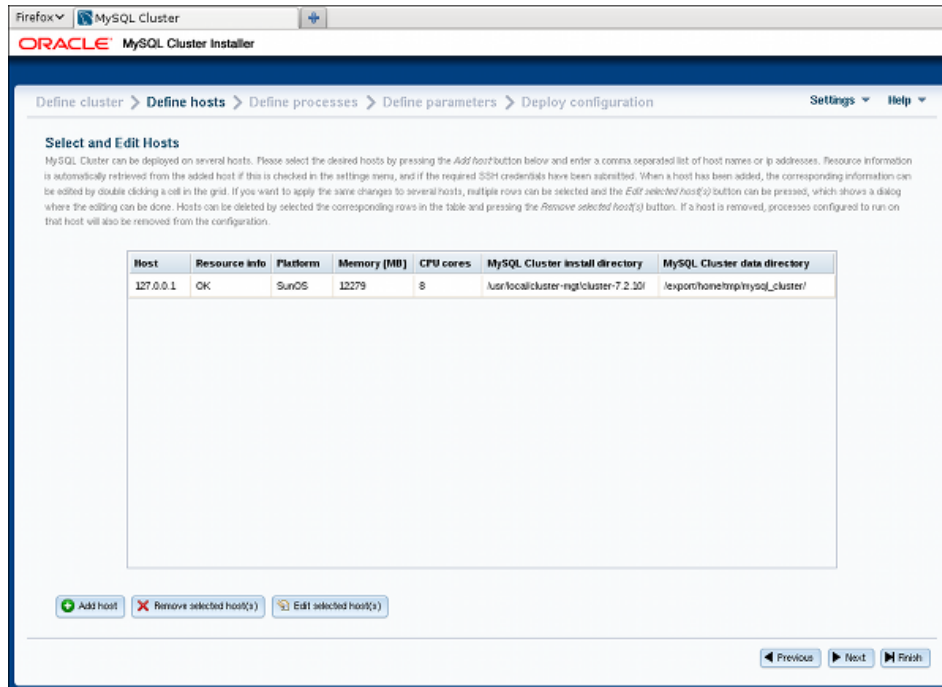 Firefox
MySQL Cluster
ORACLE MySQL Cluster Installer
Define cluster > Define hosts > Define processes > Define parameters > Deploy configuration Settings Help
Select and Edit Hosts
MySQL Cluster can be deployed on several hosts. Please select the desired hosts by pressing the Add host button below and enter a comma separated list of host names or ip addresses. Resource information
is automatically retrieved from the added host if this is checked in the settings menu, and if the required SSH credentials have been submitted. When a host has been added, the corresponding information can
be edited by double clicking a cell in the grid. If you want to apply the same changes to several hosts, multiple rows can be selected and the Edit selected host(s) button can be pressed, which shows a dialog
where the editing can be done. Hosts can be deleted by selected the corresponding rows in the table and pressing the Remove selected host(s) button. If a host is removed, processes configured to run on
that host will also be removed from the configuration.
Host Resource info Platform Memory [MB] CPU cores MySQL Cluster install directory MySQL Cluster data directory
127.0.0.1 OK SunOS 12279 8 /usr/local/cluster-mgt/cluster-7.2.10/ /export/home/tmp/mysql_cluster/
Add host Remove selected host(s) Edit selected host(s)
Previous Next Finish